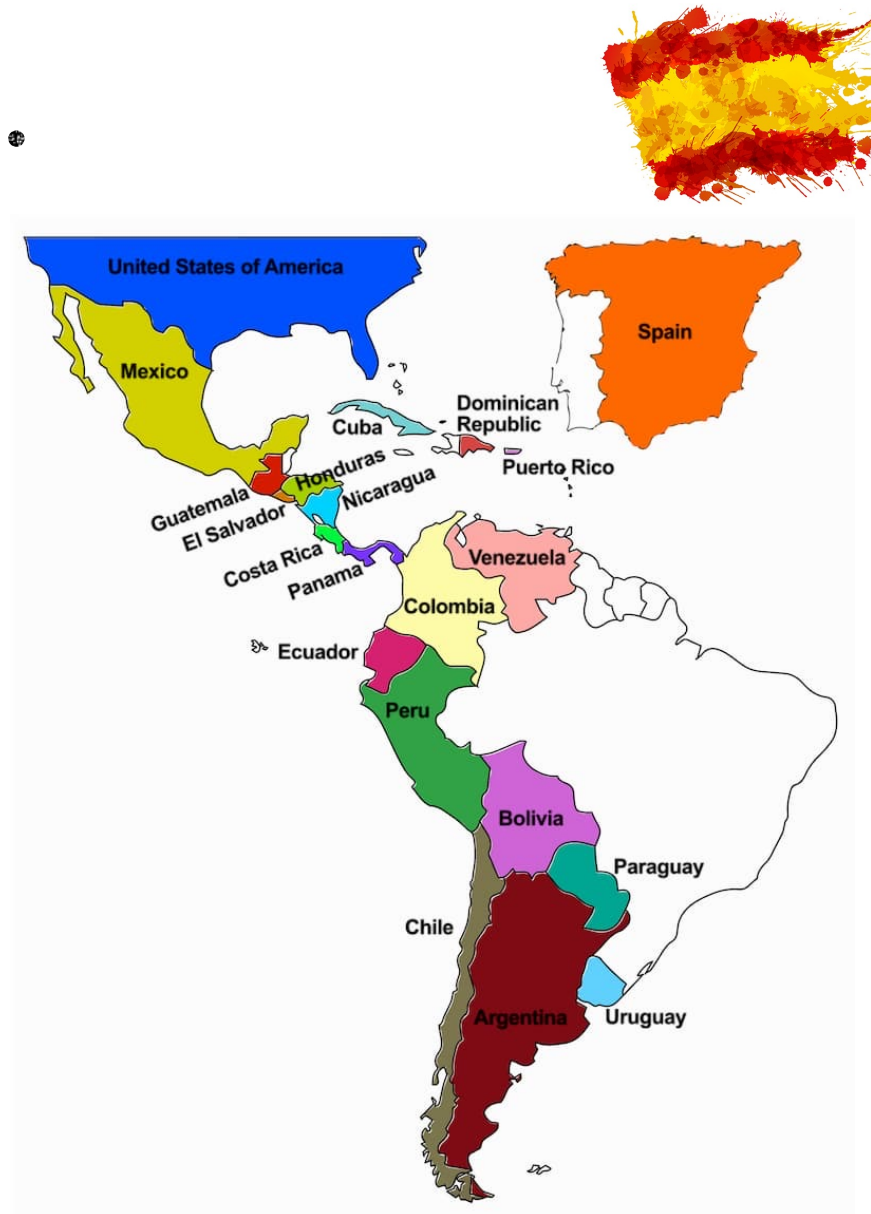 United States of America
Spain
Mexico
Dominican
Republic
Cuba
Puerto Rico
Honduras
Nicaragua
Guatemala
El Salvador
Costa Rica
Panama
Venezuela
Colombia
Ecuador
Peru
Bolivia
Paraguay
Chile
Argentina
Uruguay